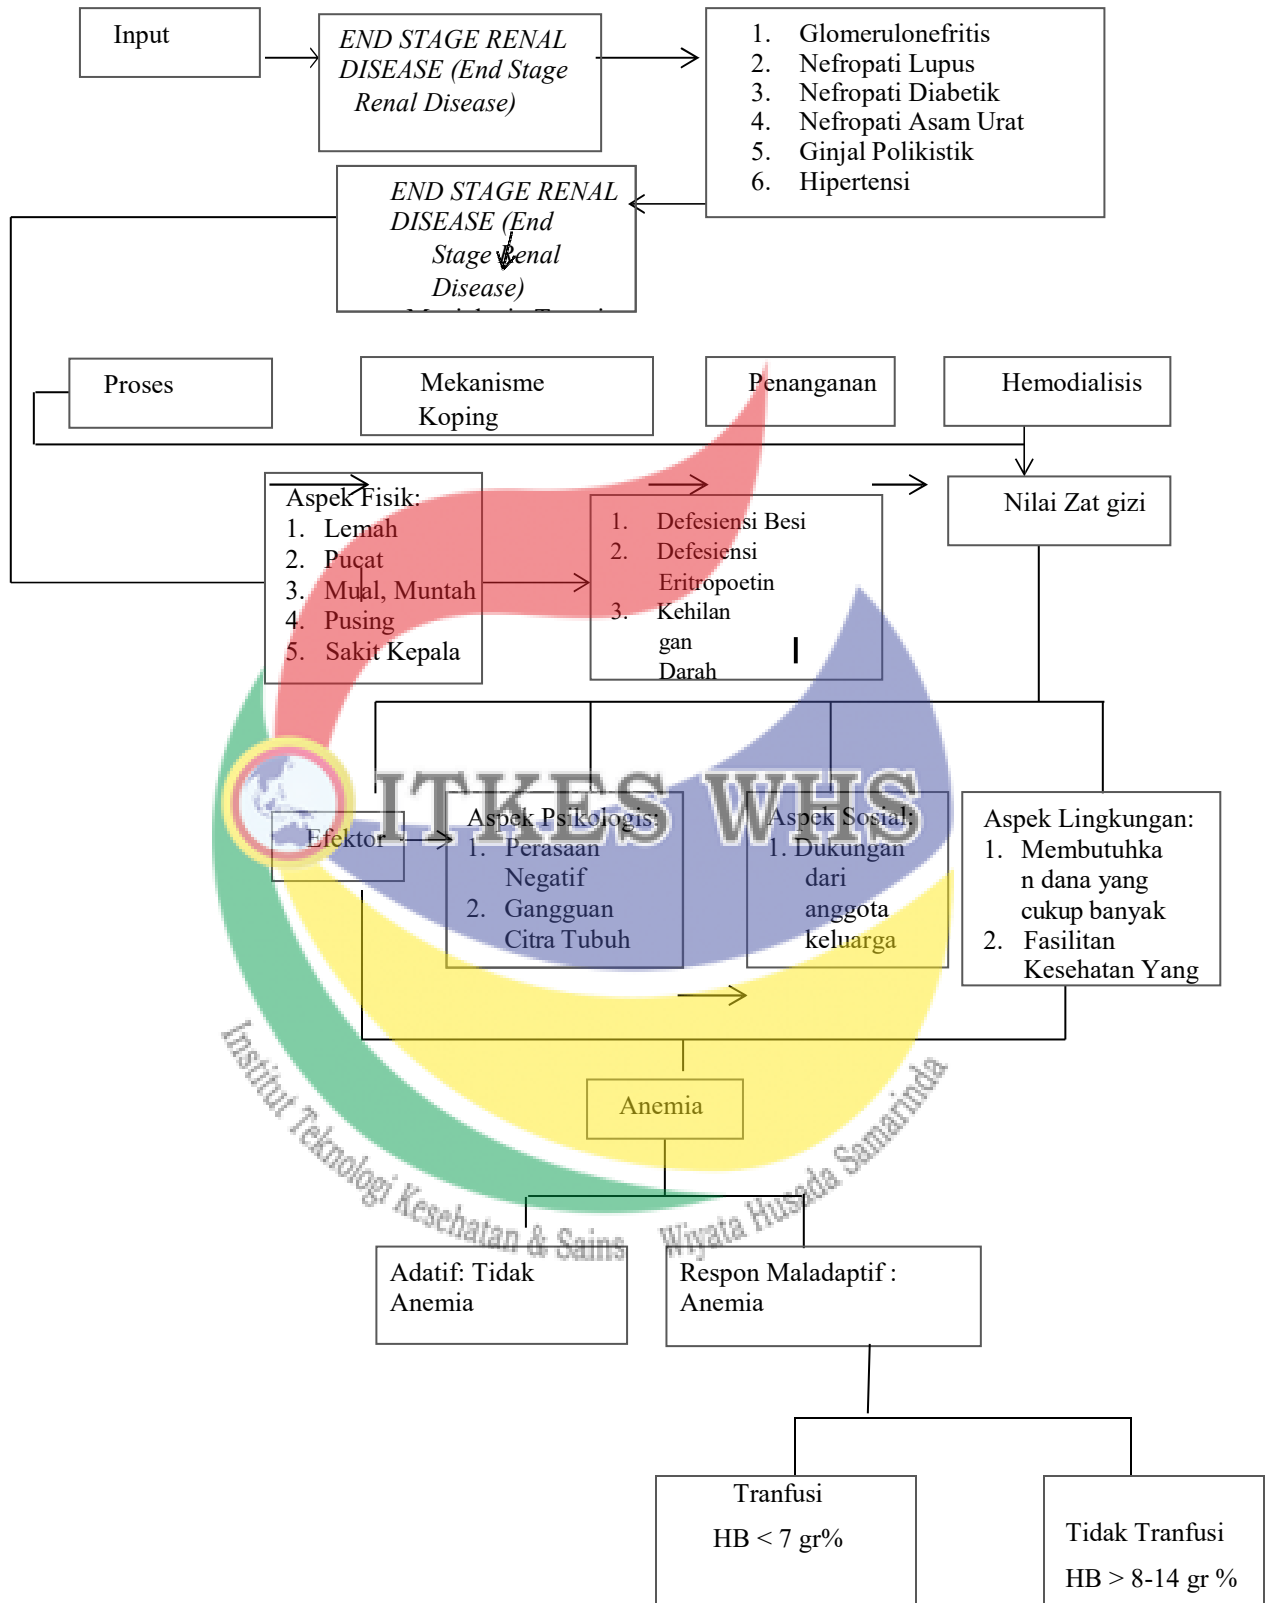 Input
END STAGE RENAL
DISEASE (End Stage
Renal Disease)
1. Glomerulonefritis
2. Nefropati Lupus
3. Nefropati Diabetik
4. Nefropati Asam Urat
5. Ginjal Polikistik
6. Hipertensi
END STAGE RENAL
DISEASE (End
Stage Renal
Disease)
Proses
Mekanisme
Koping
Penanganan
Hemodialisis
Aspek Fisik:
1. Lemah
2. Pucat
3. Mual, Muntah
4. Pusing
5. Sakit Kepala
1. Defesiensi Besi
2. Defesiensi
Eritropoetin
3. Kehilan
gan
Darah
Nilai Zat gizi
ITKES WHS
Efektor
Aspek Psikologis:
1. Perasaan
Negatif
2. Gangguan
Citra Tubuh
Aspek Sosial:
1. Dukungan
dari
anggota
keluarga
Aspek Lingkungan:
1. Membutuhka
n dana yang
cukup banyak
2. Fasilitan
Kesehatan Yang
Anemia
Institut Teknologi Kesehatan & Sains Wiyata Husada Samarinda
Adatif: Tidak
Anemia
Respon Maladaptif :
Anemia
Tranfusi
HB < 7 gr%
Tidak Tranfusi
HB > 8-14 gr %